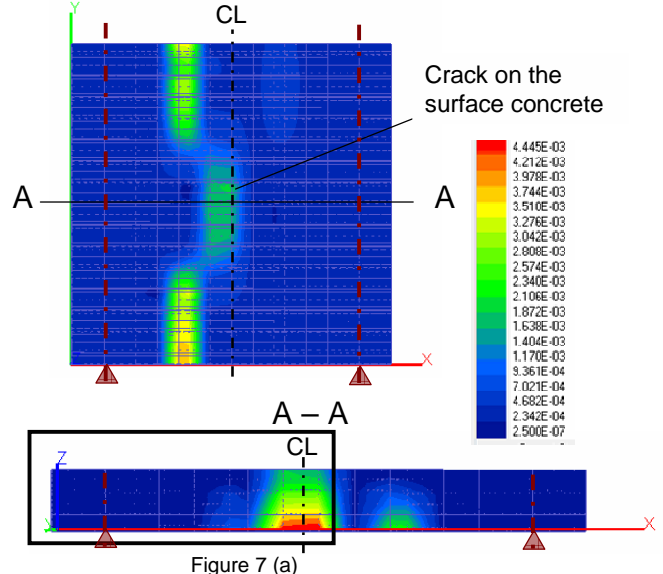 Y
CL
Crack on the
surface concrete
A
A
4.445E-03
4.212E-03
3.978E-03
3.744E-03
3.510E-03
3.276E-03
3.042E-03
2.808E-03
2.574E-03
2.340E-03
2.106E-03
1.872E-03
1.638E-03
1.404E-03
1.170E-03
9.361E-04
7.021E-04
4.682E-04
2.342E-04
2.500E-07
X
A – A
CL
Z
X
Figure 7 (a)